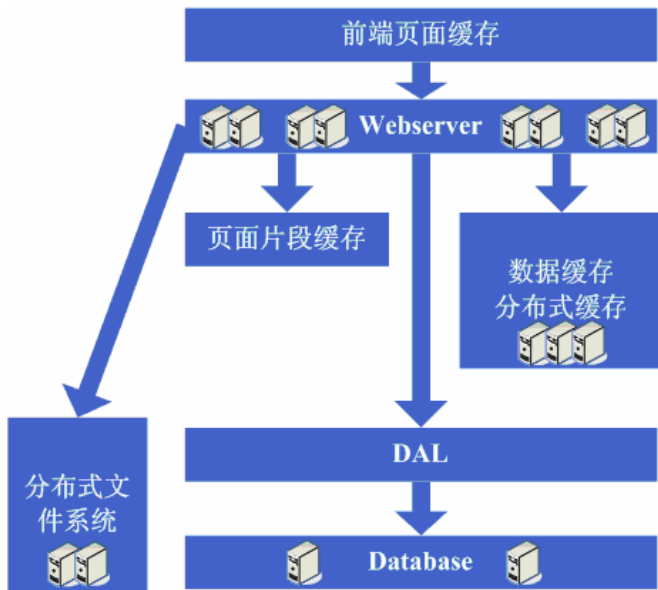 前端页面缓存
Webserver
页面片段缓存
数据缓存
分布式缓存
DAL
分布式文
件系统
Database